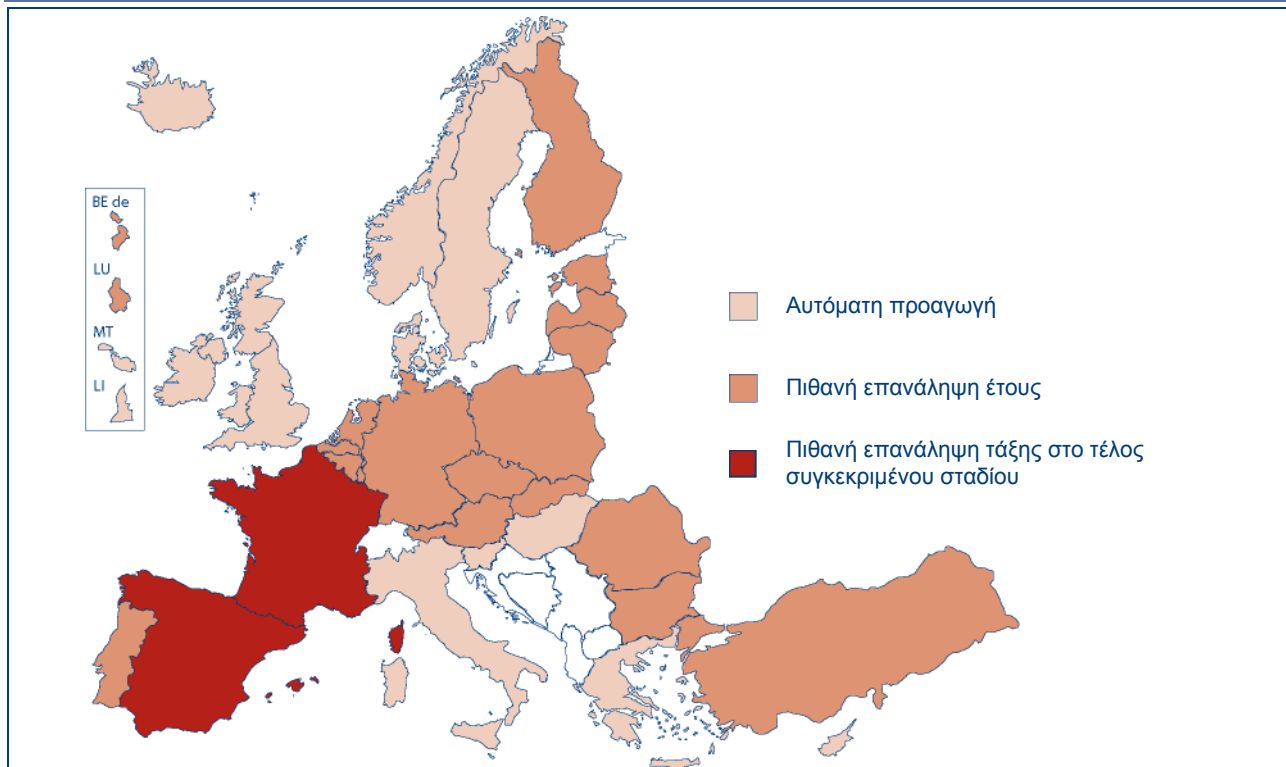 BE de
LU
MT
LI
Αυτόματη προαγωγή
Πιθανή επανάληψη έτους
Πιθανή επανάληψη τάξης στο τέλος
συγκεκριμένου σταδίου